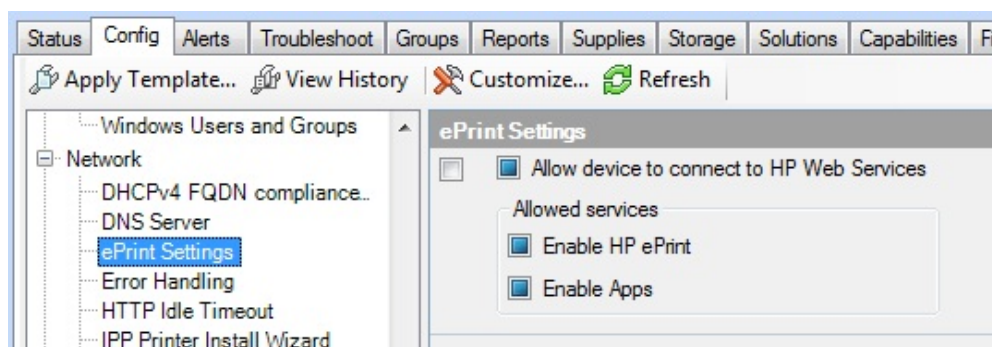 Status Config Alerts Troubleshoot Groups Reports Supplies Storage Solutions Capabilities
Apply Template... View History Customize... Refresh
Windows Users and Groups
Network
DHCPv4 FQDN compliance...
DNS Server
ePrint Settings
Error Handling
HTTP Idle Timeout
IPP Printer Install Wizard
ePrint Settings
Allow device to connect to HP Web Services
Allowed services
Enable HP ePrint
Enable Apps